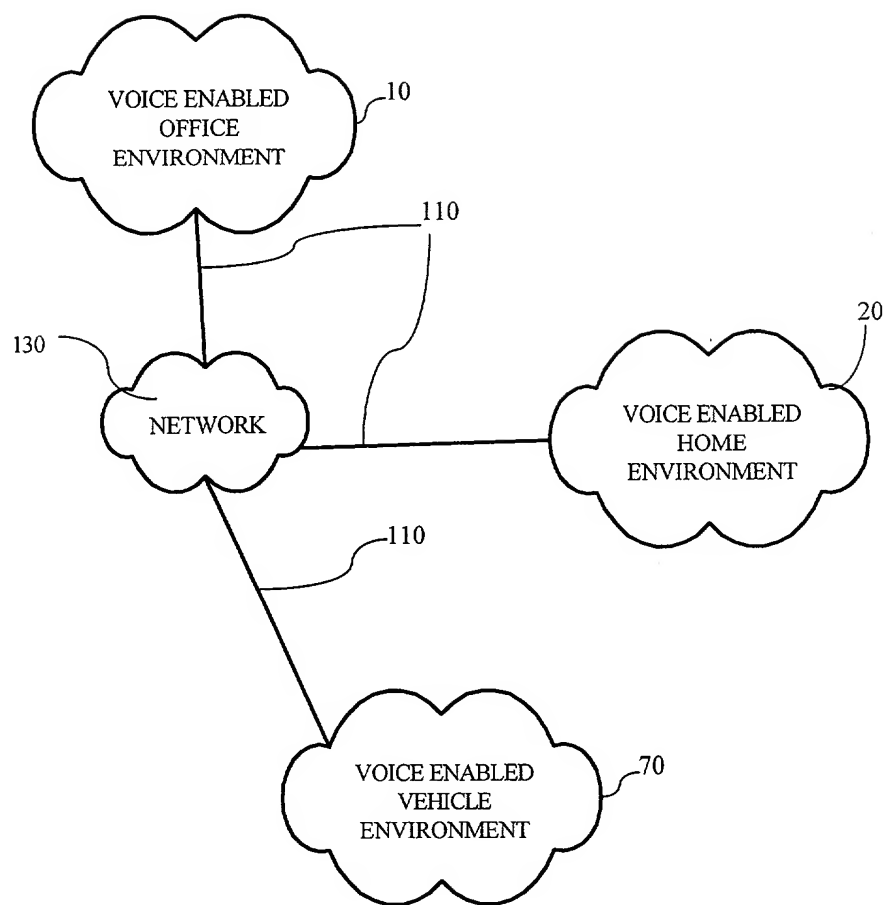 VOICE ENABLED
OFFICE
ENVIRONMENT
10
110
130
NETWORK
20
VOICE ENABLED
HOME
ENVIRONMENT
110
VOICE ENABLED
VEHICLE
ENVIRONMENT
70